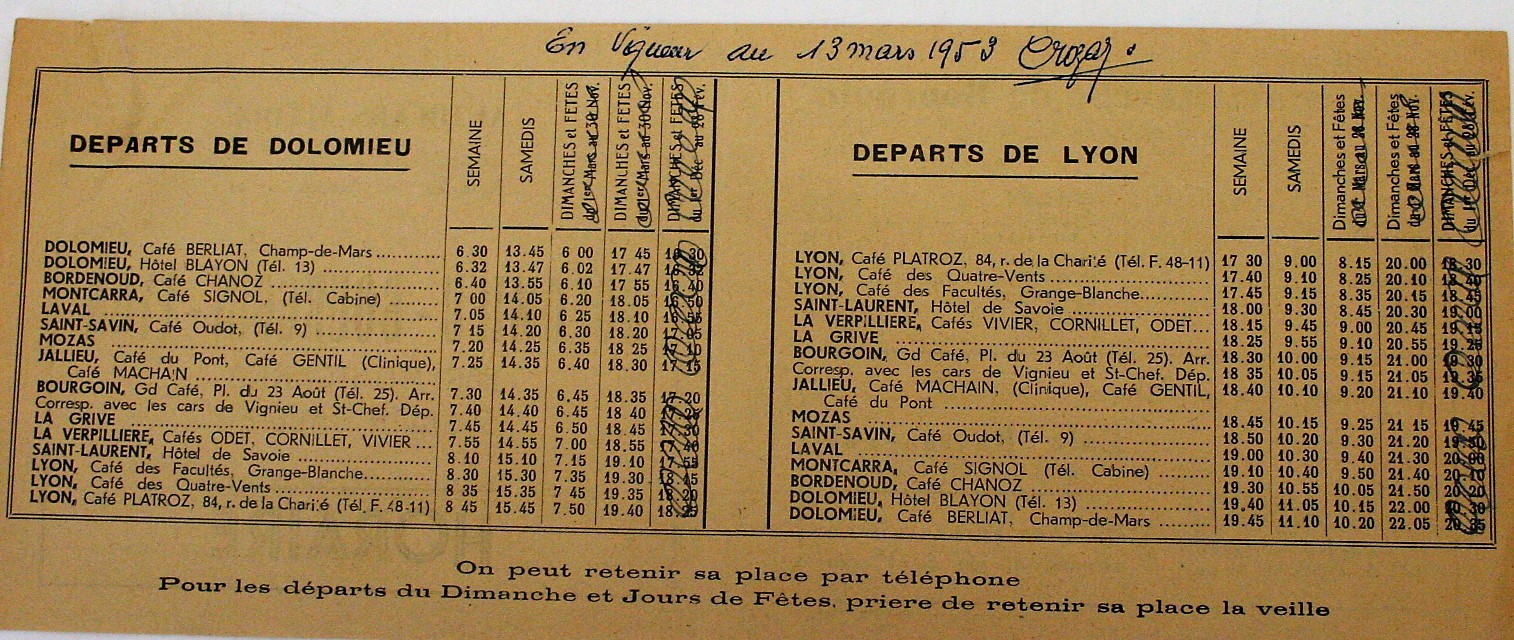 En Vigueur au 13 mars 1953
DEPARTS DE DOLOMIEU
SEMAINE
SAMEDIS
DIMANCHES et FETES
DIMANCHES et FETES
DIMANCHES et FETES
DOLOMIEU, Café BERLIAT, Champ-de-Mars 6 30 13.45 6 00 17 45
DOLOMIEU, Hôtel BLAYON (Tél. 13) 6.32 13.47 6.02 17.47
BORDENOUD, Café CHANOZ 6.40 13.55 6.10 17 55
MONTCARRA, Café SIGNOL, (Tél. Cabine) 7 00 14.05 6.20 18.05
LAVAL 7.05 14.10 6 25 18.10
SAINT-SAVIN, Café Oudot, (Tél. 9) 7 15 14.20 6.30 18.20
MOZAS 7.20 14.25 6.35 18 25
JALLIEU, Café du Pont, Café GENTIL (Clinique), 7.25 14.35 6.40 18.30 17.15
Café MACHAIN
BOURGOIN, Gd Café, Pl. du 23 Août (Tél. 25). Arr. 7.30 14.35 6.45 18.35 17.20
Corresp. avec les cars de Vignieu et St-Chef. Dép. 7.40 14.40 6.45 18 40
LA GRIVE 7.45 14.45 6.50 18.45
LA VERPILLIERE, Cafés ODET, CORNILLET, VIVIER 7.55 14.55 7.00 18.55
SAINT-LAURENT, Hôtel de Savoie 8.10 15.10 7.15 19.10
LYON, Café des Facultés, Grange-Blanche 8.30 15.30 7.35 19.30
LYON, Café des Quatre-Vents 8 35 15.35 7 45 19.35
LYON, Café PLATROZ, 84, r. de la Charité (Tél. F. 48-11) 8 45 15.45 7.50 19.40
DEPARTS DE LYON
SEMAINE
SAMEDIS
Dimanches et Fêtes
Dimanches et Fêtes
DIMANCHES et FETES
LYON, Café PLATROZ, 84, r. de la Charité (Tél. F. 48-11) 17 30 9.00 8.15 20.00
LYON, Café des Quatre-Vents 17.40 9.10 8.25 20.10
LYON, Café des Facultés, Grange-Blanche 17.45 9.15 8.35 20.15
SAINT-LAURENT, Hôtel de Savoie 18.00 9.30 8.45 20.30
LA VERPILLIERE, Cafés VIVIER, CORNILLET, ODET 18.15 9.45 9.00 20.45
LA GRIVE 18.25 9.55 9.10 20.55
BOURGOIN, Gd Café, Pl. du 23 Août (Tél. 25). Arr. 18.30 10.00 9.15 21.00
Corresp. avec les cars de Vignieu et St-Chef. Dép. 18 35 10.05 9.15 21.05
JALLIEU, Café MACHAIN, (Clinique), Café GENTIL, 18.40 10.10 9.20 21.10 19.40
Café du Pont
MOZAS 18.45 10.15 9.25 21 15
SAINT-SAVIN, Café Oudot, (Tél. 9) 18.50 10.20 9.30 21.20
LAVAL 19.00 10.30 9.40 21.30
MONTCARRA, Café SIGNOL (Tél. Cabine) 19.10 10.40 9.50 21.40
BORDENOUD, Café CHANOZ 19.30 10.55 10.05 21.50
DOLOMIEU, Hôtel BLAYON (Tél. 13) 19.40 11.05 10.15 22.00
DOLOMIEU, Café BERLIAT, Champ-de-Mars 19.45 11.10 10.20 22.05
On peut retenir sa place par téléphone
Pour les départs du Dimanche et Jours de Fêtes, priere de retenir sa place la veille